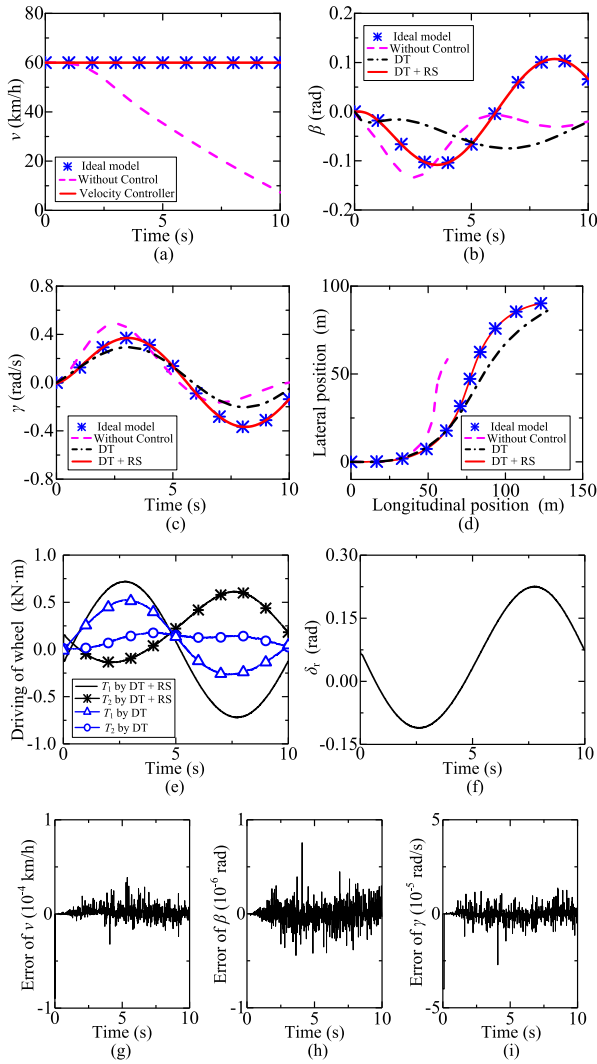 80
60
40
20
0
0
5
10
v (km/h)
Ideal model
Without Control
Velocity Controller
Time (s)
(a)
0.2
0.1
0.0
-0.1
-0.2
0
5
10
β (rad)
Ideal model
Without Control
DT
DT + RS
Time (s)
(b)
0.8
0.4
0.0
-0.4
-0.8
0
5
10
γ (rad/s)
Ideal model
Without Control
DT
DT + RS
Time (s)
(c)
100
50
0
0
50
100
150
Lateral position (m)
Ideal model
Without Control
DT
DT + RS
Longitudinal position (m)
(d)
1.0
0.5
0.0
-0.5
-1.0
0
5
10
Driving of wheel (kN·m)
T1 by DT + RS
T2 by DT + RS
T1 by DT
T2 by DT
Time (s)
(e)
0.30
0.15
0.00
-0.15
0
5
10
δr (rad)
Time (s)
(f)
1
0
-1
0
5
10
Error of v (10-4 km/h)
Time (s)
(g)
1
0
-1
0
5
10
Error of β (10-6 rad)
Time (s)
(h)
5
0
-5
0
5
10
Error of γ (10-5 rad/s)
Time (s)
(i)